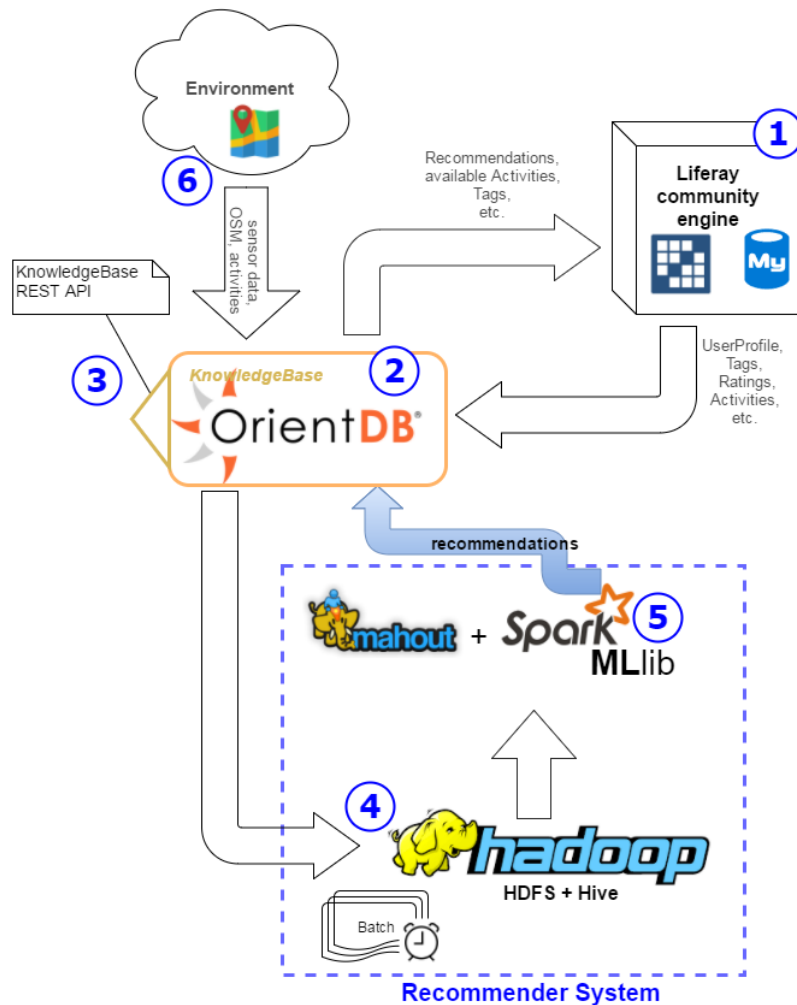 Environment
6
sensor data,
OSM, activities
Recommendations,
available Activities,
Tags,
etc.
1
Liferay
community
engine
My
KnowledgeBase
REST API
3
KnowledgeBase
2
OrientDB®
UserProfile,
Tags,
Ratings,
Activities,
etc.
recommendations
mahout + Spark
MLlib
5
4
hadoop
HDFS + Hive
Batch
Recommender System